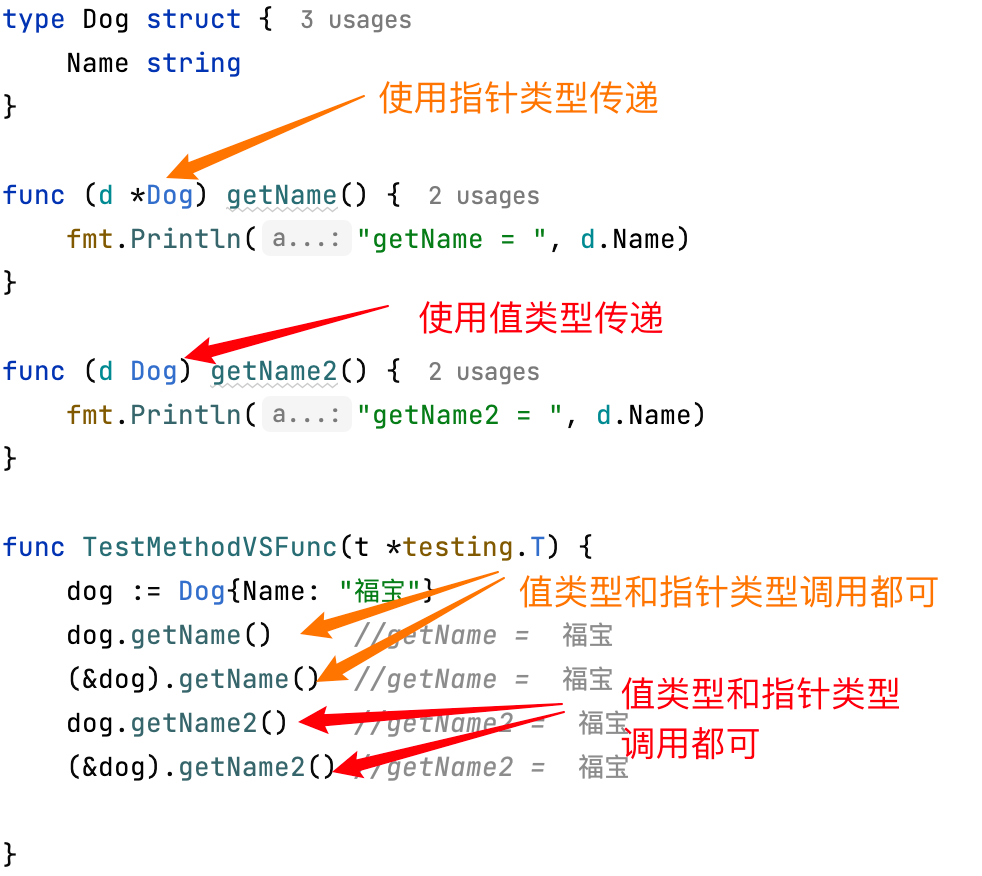 type Dog struct { 3 usages
Name string
}
使用指针类型传递
func (d *Dog) getName() { 2 usages
fmt.Println( a...: "getName = ", d.Name)
}
使用值类型传递
func (d Dog) getName2() { 2 usages
fmt.Println( a...: "getName2 = ", d.Name)
}
func TestMethodVSFunc(t *testing.T) {
dog := Dog{Name: "福宝"}
值类型和指针类型调用都可
dog.getName() //getName = 福宝
(&dog).getName() //getName = 福宝
值类型和指针类型
调用都可
dog.getName2() //getName2 = 福宝
(&dog).getName2() //getName2 = 福宝
}